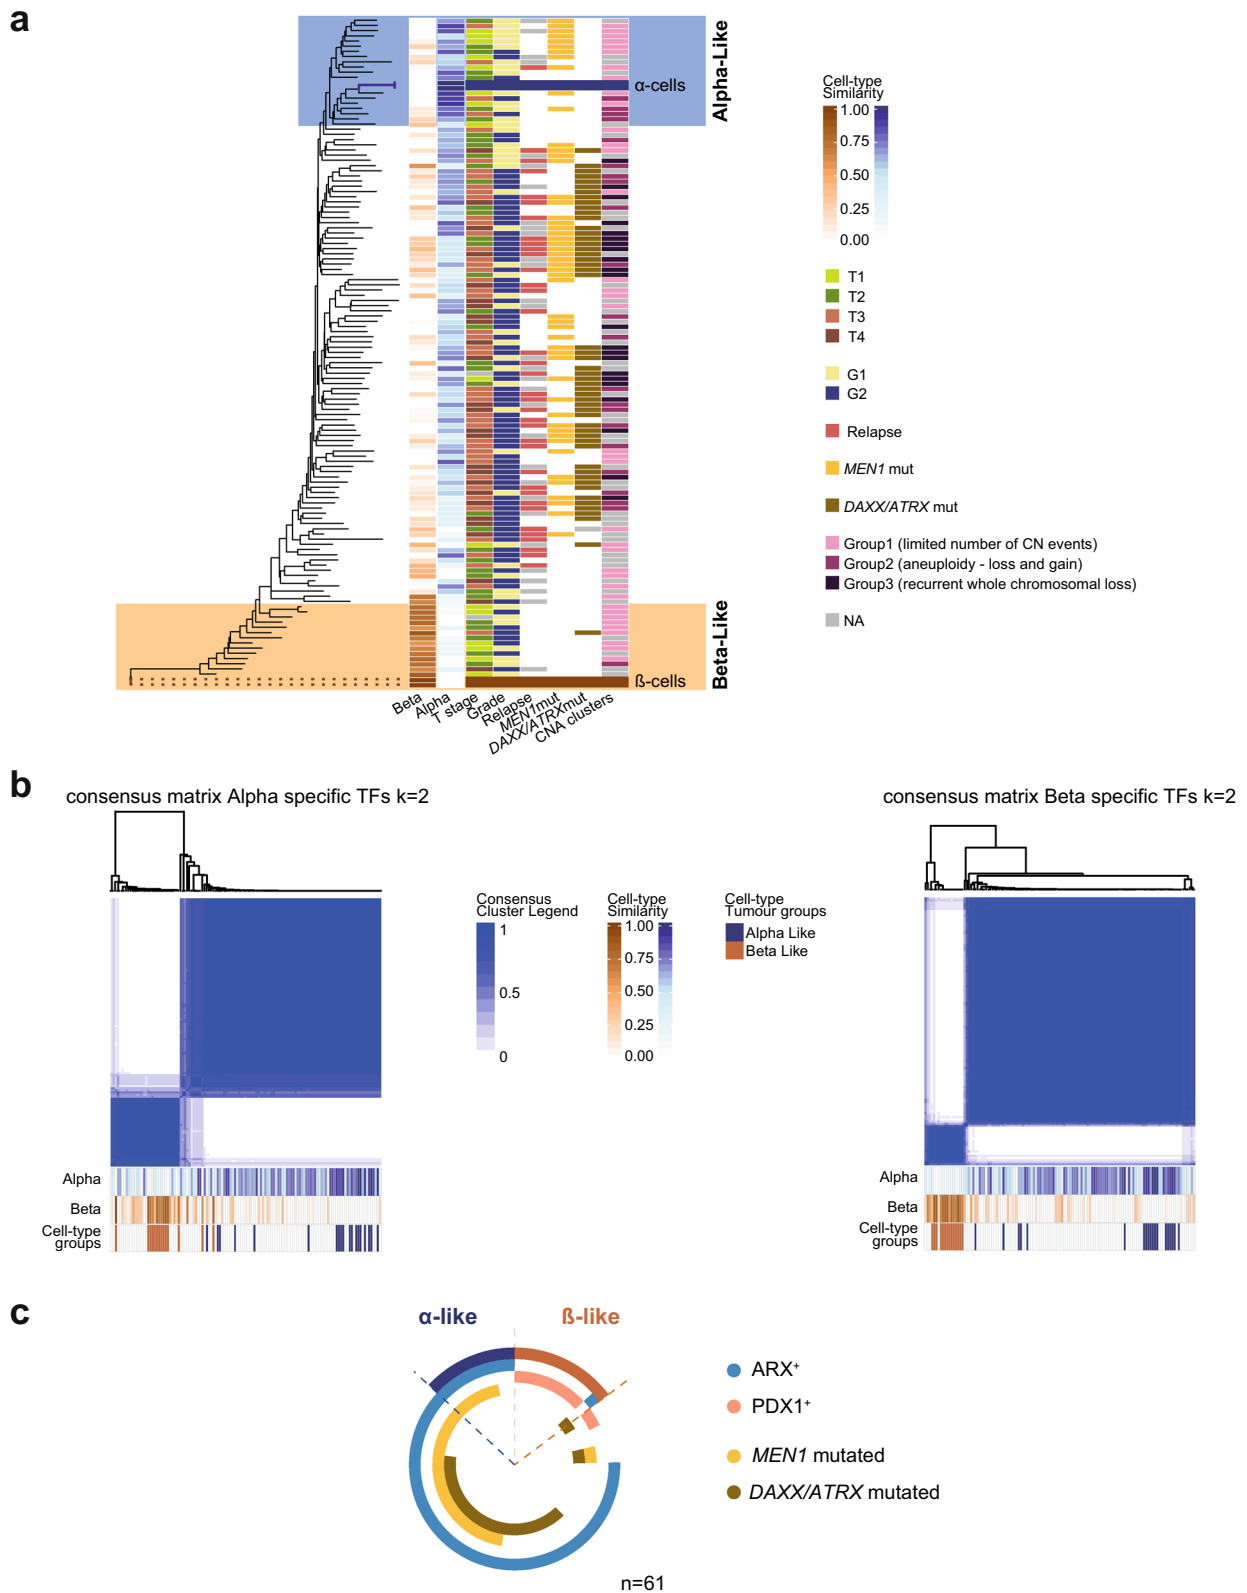 a
Alpha-Like
α-cells
Beta-Like
ß-cells
Beta
Alpha
T stage
Grade
Relapse
MEN1mut
DAXX/ATRXmut
CNA clusters
Cell-type
Similarity
1.00
0.75
0.50
0.25
0.00
T1
T2
T3
T4
G1
G2
Relapse
MEN1 mut
DAXX/ATRX mut
Group1 (limited number of CN events)
Group2 (aneuploidy - loss and gain)
Group3 (recurrent whole chromosomal loss)
NA
b
consensus matrix Alpha specific TFs k=2
Alpha
Beta
Cell-type
groups
Consensus
Cluster Legend
1
0.5
0
Cell-type
Similarity
1.00
0.75
0.50
0.25
0.00
Cell-type
Tumour groups
Alpha Like
Beta Like
consensus matrix Beta specific TFs k=2
Alpha
Beta
Cell-type
groups
c
α-like
ß-like
ARX+
PDX1+
MEN1 mutated
DAXX/ATRX mutated
n=61